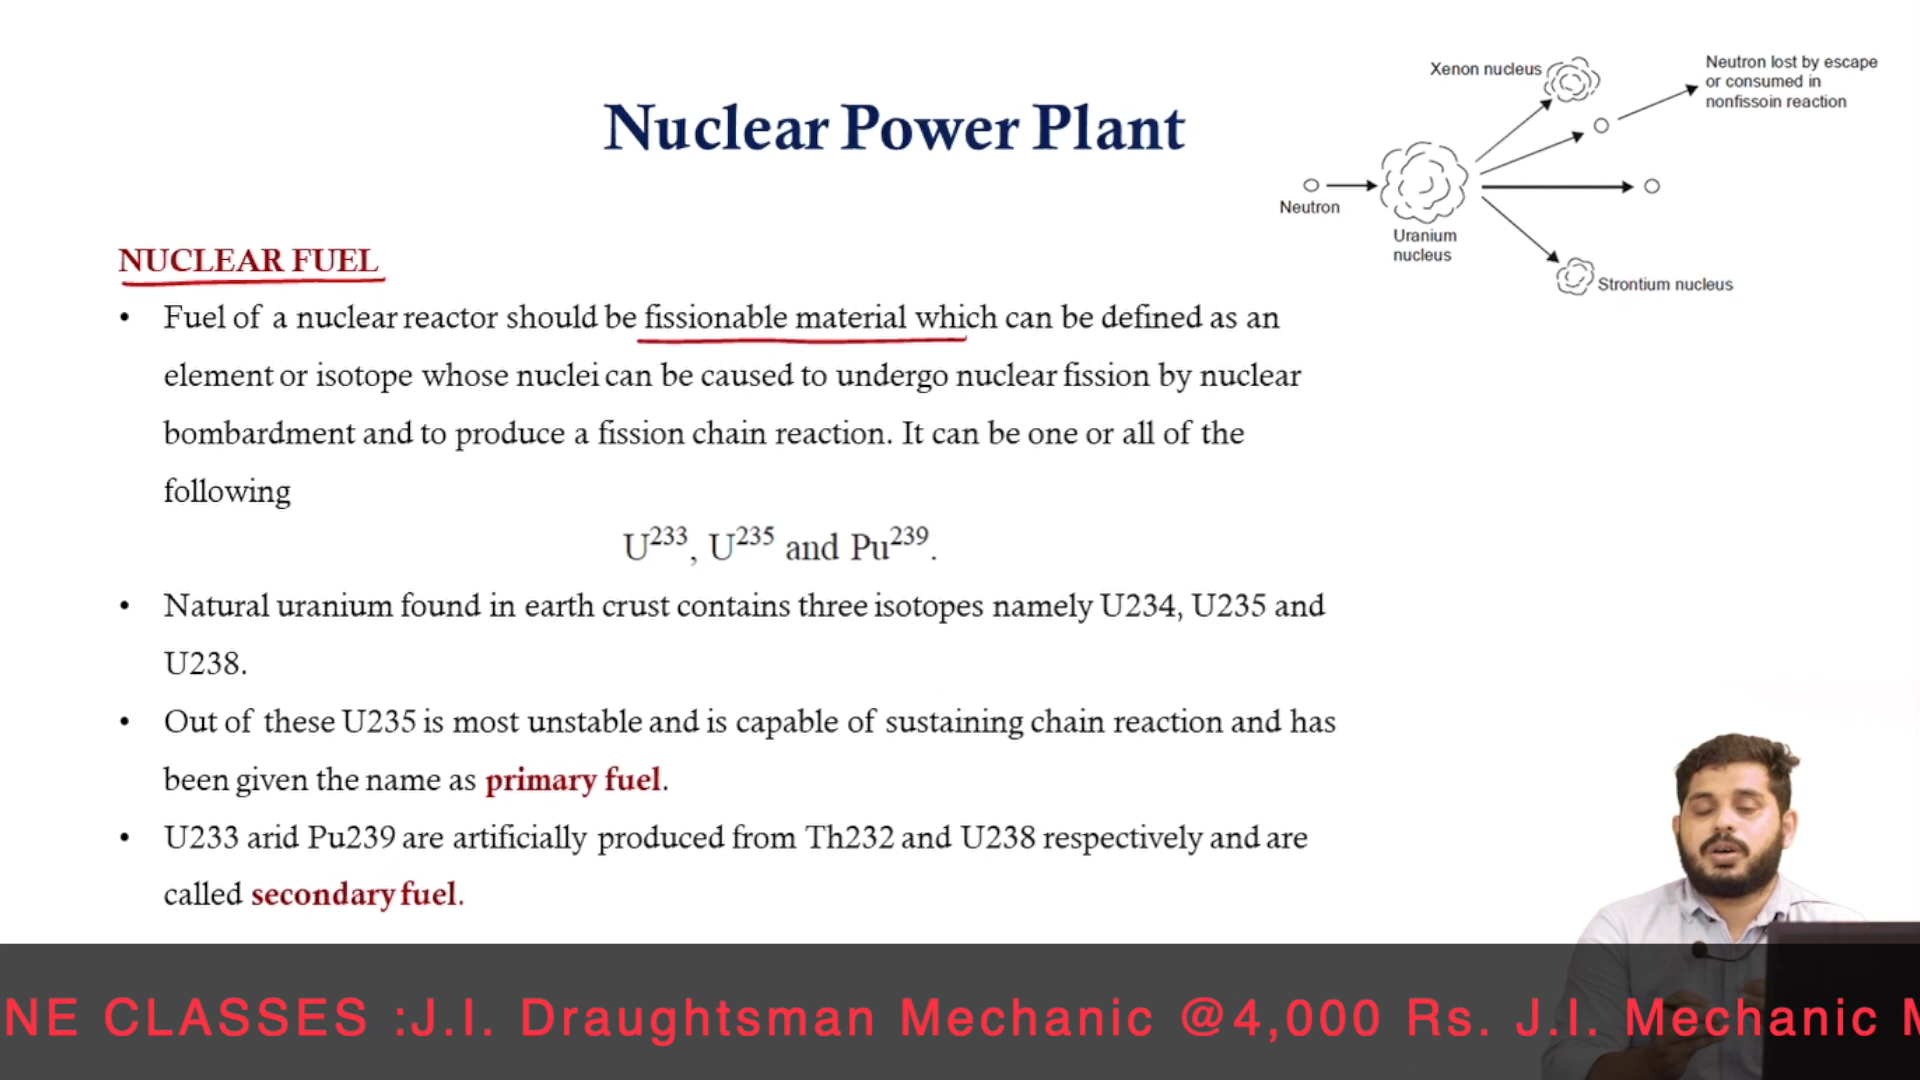 Nuclear Power Plant
Xenon nucleus
Neutron lost by escape
or consumed in
nonfissoin reaction
Neutron
Uranium
nucleus
Strontium nucleus
NUCLEAR FUEL
• Fuel of a nuclear reactor should be fissionable material which can be defined as an
element or isotope whose nuclei can be caused to undergo nuclear fission by nuclear
bombardment and to produce a fission chain reaction. It can be one or all of the
following
U²³³, U²³⁵ and Pu²³⁹.
• Natural uranium found in earth crust contains three isotopes namely U234, U235 and
U238.
• Out of these U235 is most unstable and is capable of sustaining chain reaction and has
been given the name as primary fuel.
• U233 arid Pu239 are artificially produced from Th232 and U238 respectively and are
called secondary fuel.
NE CLASSES :J.I. Draughtsman Mechanic @4,000 Rs. J.I. Mechanic M